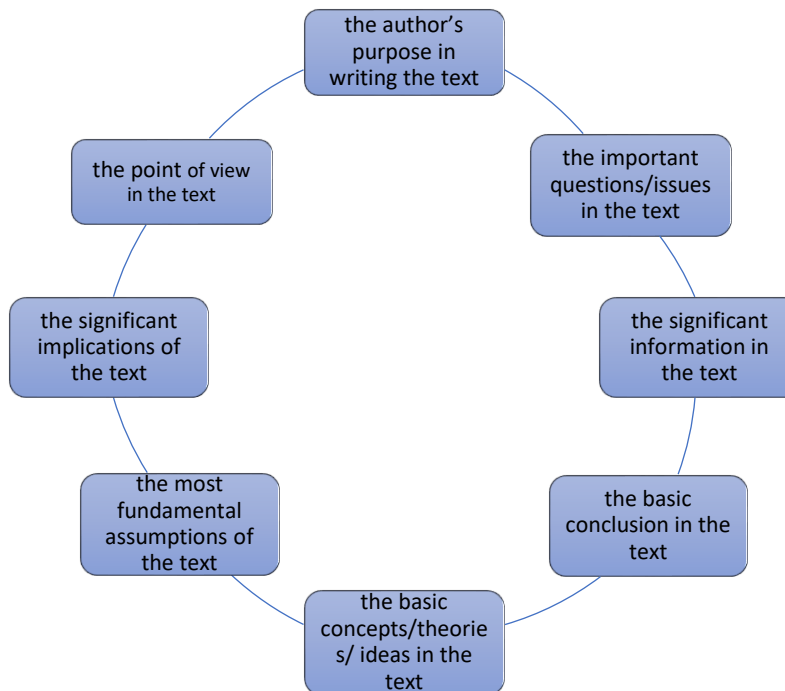 the author’s
purpose in
writing the text
the important
questions/issues
in the text
the significant
information in
the text
the basic
conclusion in the
text
the basic
concepts/theorie
s/ ideas in the
text
the most
fundamental
assumptions of
the text
the significant
implications of
the text
the point of view
in the text